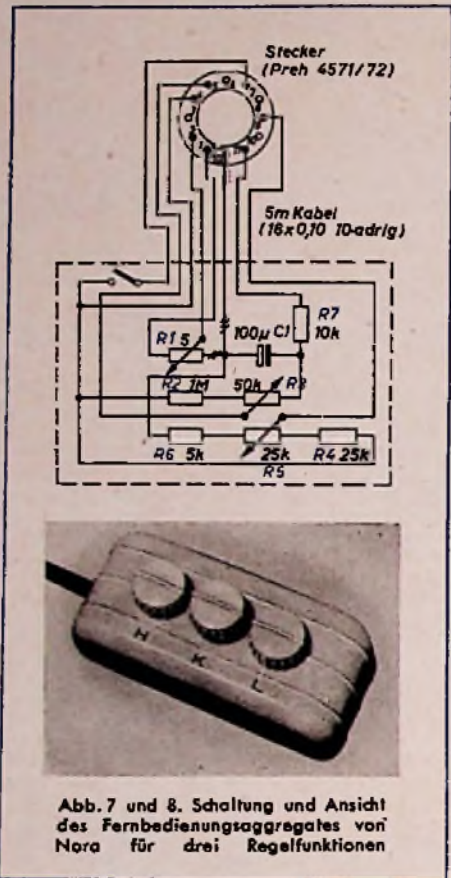 Stecker
(Preh 4571/72)
5m Kabel
(16x0,10 10-adrig)
R1 5
100μ C1
R7
10k
R2 1M
50k R3
R6 5k
25k
R4 25k
R5
H K L
Abb. 7 und 8. Schaltung und Ansicht
des Fernbedienungsaggregates von
Nora für drei Regelfunktionen